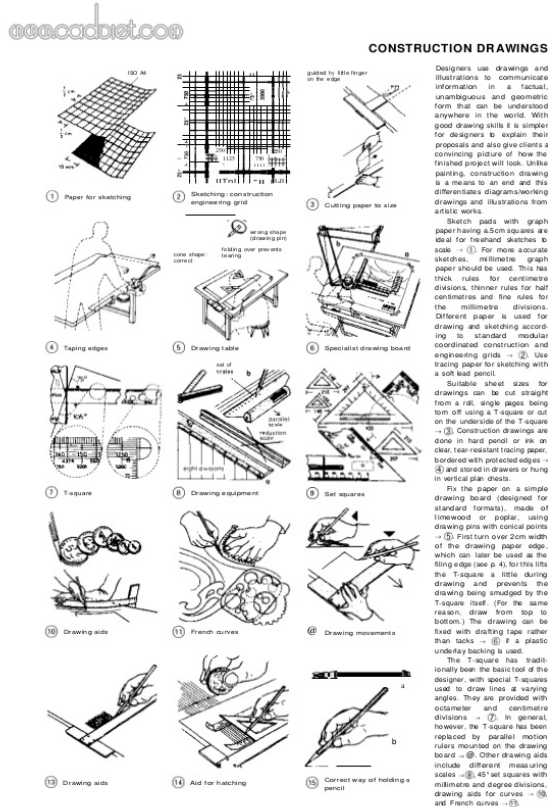 www.cadbist.com
CONSTRUCTION DRAWINGS
ISO A4
1 Paper for sketching
2 Sketching: construction
engineering grid
guided by little finger
on the edge
3 Cutting paper to size
4 Taping edges
wrong shape
(drawing pin)
cone shape:
correct
folding over prevents
tearing
5 Drawing table
b
a
6 Specialist drawing board
7 T-square
set of
scales
b
parallel
scale
reduction
scale
eight divisions
a
8 Drawing equipment
9 Set squares
10 Drawing aids
11 French curves
@ Drawing movements
13 Drawing aids
14 Aid for hatching
a
b
15 Correct way of holding a
pencil
Designers use drawings and
illustrations to communicate
information in a factual,
unambiguous and geometric
form that can be understood
anywhere in the world. With
good drawing skills it is simpler
for designers to explain their
proposals and also give clients a
convincing picture of how the
finished project will look. Unlike
painting, construction drawing
is a means to an end and this
differentiates diagrams/working
drawings and illustrations from
artistic works.
Sketch pads with graph
paper having a.5cm squares are
ideal for freehand sketches to
scale → 1. For more accurate
sketches, millimetre graph
paper should be used. This has
thick rules for centimetre
divisions, thinner rules for half
centimetres and fine rules for
the millimetre divisions.
Different paper is used for
drawing and sketching accord-
ing to standard modular
coordinated construction and
engineering grids → 2. Use
tracing paper for sketching with
a soft lead pencil.
Suitable sheet sizes for
drawings can be cut straight
from a roll, single pages being
torn off using a T-square or cut
on the underside of the T-square
→ 3. Construction drawings are
done in hard pencil or ink on
clear, tear-resistant tracing paper,
bordered with protected edges →
4 and stored in drawers or hung
in vertical plan chests.
Fix the paper on a simple
drawing board (designed for
standard formats), made of
limewood or poplar, using
drawing pins with conical points
→ 5. First turn over 2cm width
of the drawing paper edge,
which can later be used as the
filing edge (see p. 4), for this lifts
the T-square a little during
drawing and prevents the
drawing being smudged by the
T-square itself. (For the same
reason, draw from top to
bottom.) The drawing can be
fixed with drafting tape rather
than tacks → 6 if a plastic
underlay backing is used.
The T-square has tradit-
ionally been the basic tool of the
designer, with special T-squares
used to draw lines at varying
angles. They are provided with
octameter and centimetre
divisions → 7. In general,
however, the T-square has been
replaced by parallel motion
rulers mounted on the drawing
board → @. Other drawing aids
include different measuring
scales → 8, 45° set squares with
millimetre and degree divisions,
drawing aids for curves → 10,
and French curves → 11.